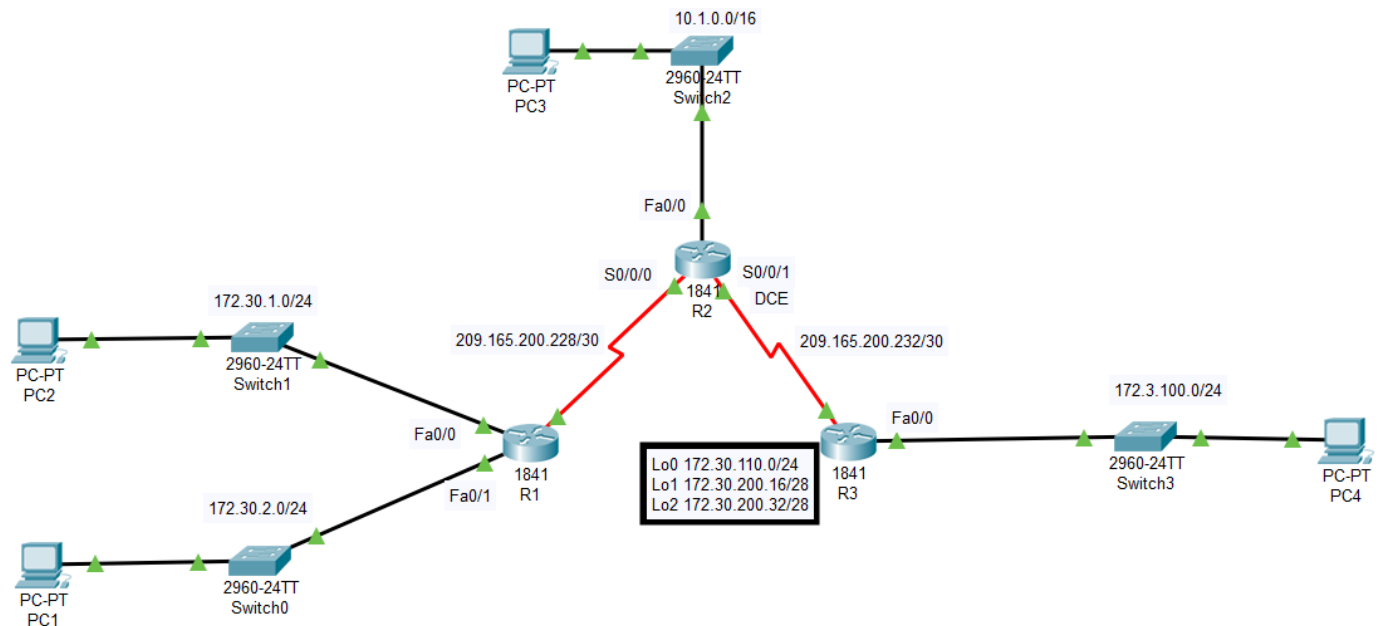 10.1.0.0/16
PC-PT
PC3
2960-24TT
Switch2
Fa0/0
S0/0/0
S0/0/1
DCE
1841
R2
172.30.1.0/24
209.165.200.228/30
209.165.200.232/30
PC-PT
PC2
2960-24TT
Switch1
172.3.100.0/24
Fa0/0
Fa0/0
2960-24TT
Switch3
PC-PT
PC4
Lo0 172.30.110.0/24
Lo1 172.30.200.16/28
Lo2 172.30.200.32/28
1841
R3
1841
R1
Fa0/1
172.30.2.0/24
2960-24TT
Switch0
PC-PT
PC1